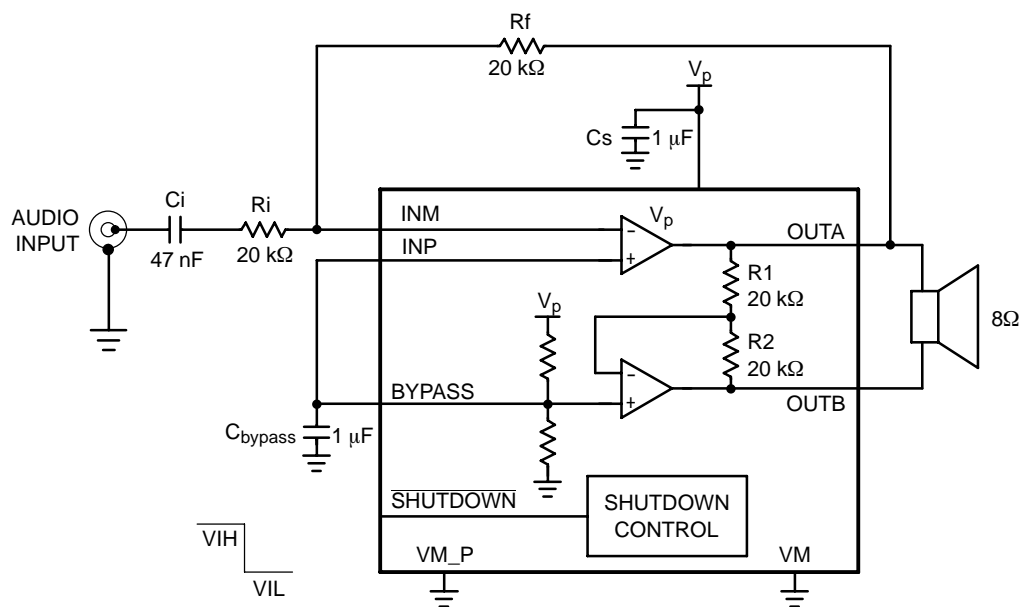 Rf
20 kΩ
Vp
Cs
1 μF
AUDIO
INPUT
Ci
47 nF
Ri
20 kΩ
INM
INP
Vp
OUTA
R1
20 kΩ
Vp
R2
20 kΩ
8Ω
BYPASS
OUTB
Cbypass
1 μF
SHUTDOWN
SHUTDOWN
CONTROL
VIH
VIL
VM_P
VM